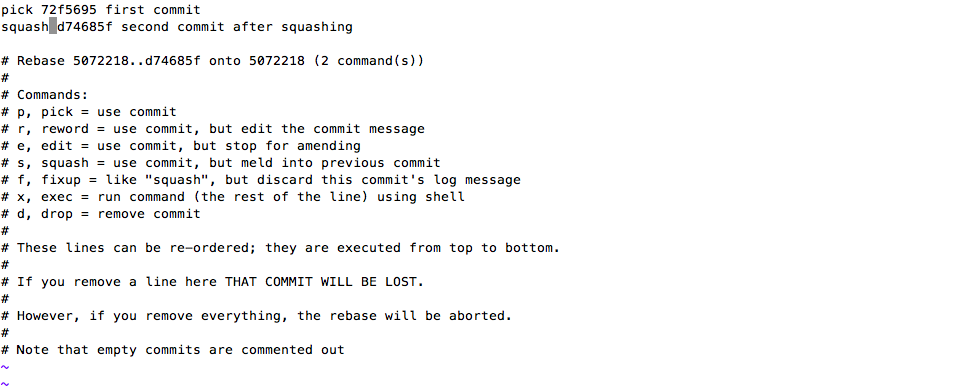 pick 72f5695 first commit
squash d74685f second commit after squashing
# Rebase 5072218..d74685f onto 5072218 (2 command(s))
#
# Commands:
# p, pick = use commit
# r, reword = use commit, but edit the commit message
# e, edit = use commit, but stop for amending
# s, squash = use commit, but meld into previous commit
# f, fixup = like "squash", but discard this commit's log message
# x, exec = run command (the rest of the line) using shell
# d, drop = remove commit
#
# These lines can be re-ordered; they are executed from top to bottom.
#
# If you remove a line here THAT COMMIT WILL BE LOST.
#
# However, if you remove everything, the rebase will be aborted.
#
# Note that empty commits are commented out
~
~